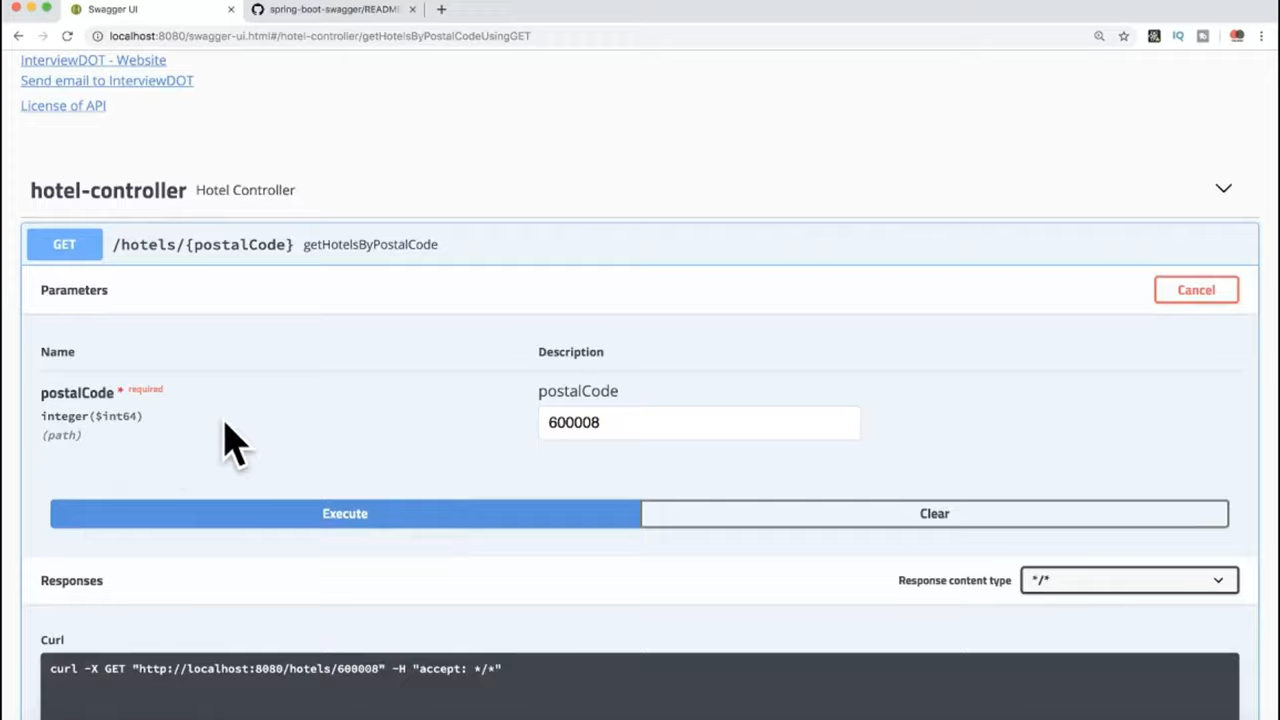 Swagger UI
spring-boot-swagger/README
localhost:8080/swagger-ui.html#/hotel-controller/getHotelsByPostalCodeUsingGET
IQ
InterviewDOT - Website
Send email to InterviewDOT
License of API
hotel-controller Hotel Controller
GET /hotels/{postalCode} getHotelsByPostalCode
Parameters Cancel
Name Description
postalCode * required postalCode
integer($int64) 600008
(path)
Execute Clear
Responses Response content type */*
Curl
curl -X GET "http://localhost:8080/hotels/600008" -H "accept: */*"